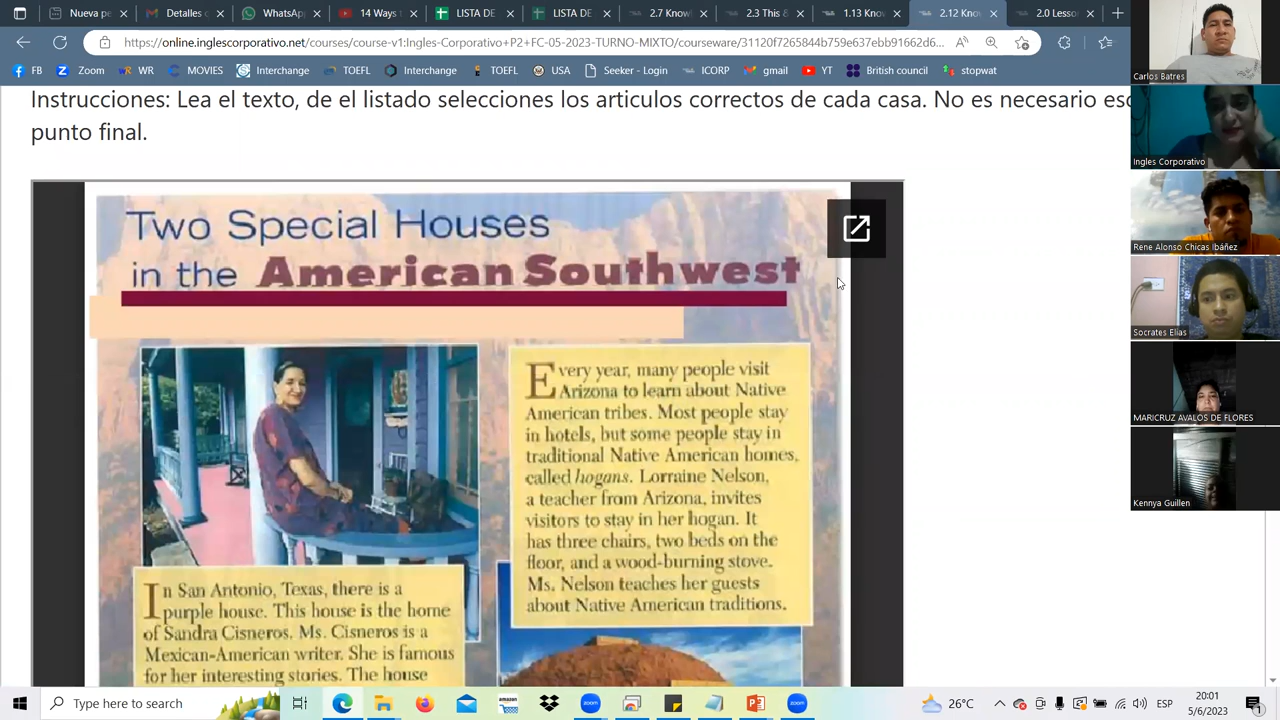 Nueva pe
Detalles c
WhatsApp
14 Ways t
LISTA DE
LISTA DE
2.7 Know
2.3 This
1.13 Kno
2.12 Kno
2.0 Lesso
https://online.inglescorporativo.net/courses/course-v1:Ingles-Corporativo+P2+FC-05-2023-TURNO-MIXTO/courseware/31120f7265844b759e637ebb91662d6...
FB
Zoom
WR
MOVIES
Interchange
TOEFL
Interchange
TOEFL
USA
Seeker - Login
ICORP
gmail
YT
British council
stopwat
Instrucciones: Lea el texto, de el listado selecciones los articulos correctos de cada casa. No es necesario esc
punto final.
Two Special Houses
in the American Southwest
Every year, many people visit
Arizona to learn about Native
American tribes. Most people stay
in hotels, but some people stay in
traditional Native American homes,
called hogans. Lorraine Nelson,
a teacher from Arizona, invites
visitors to stay in her hogan. It
has three chairs, two beds on the
floor, and a wood-burning stove.
Ms. Nelson teaches her guests
about Native American traditions.
In San Antonio, Texas, there is a
purple house. This house is the home
of Sandra Cisneros. Ms. Cisneros is a
Mexican-American writer. She is famous
for her interesting stories. The house
Carlos Batres
Ingles Corporativo
Rene Alonso Chicas Ibáñez
Socrates Elias
MARICRUZ AVALOS DE FLORES
Kennya Guillen
Type here to search
amazon
zoom
zoom
26°C
ESP
20:01
5/6/2023
1